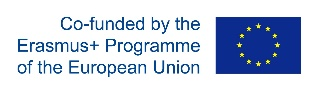 Co-funded by the
Erasmus+ Programme
of the European Union